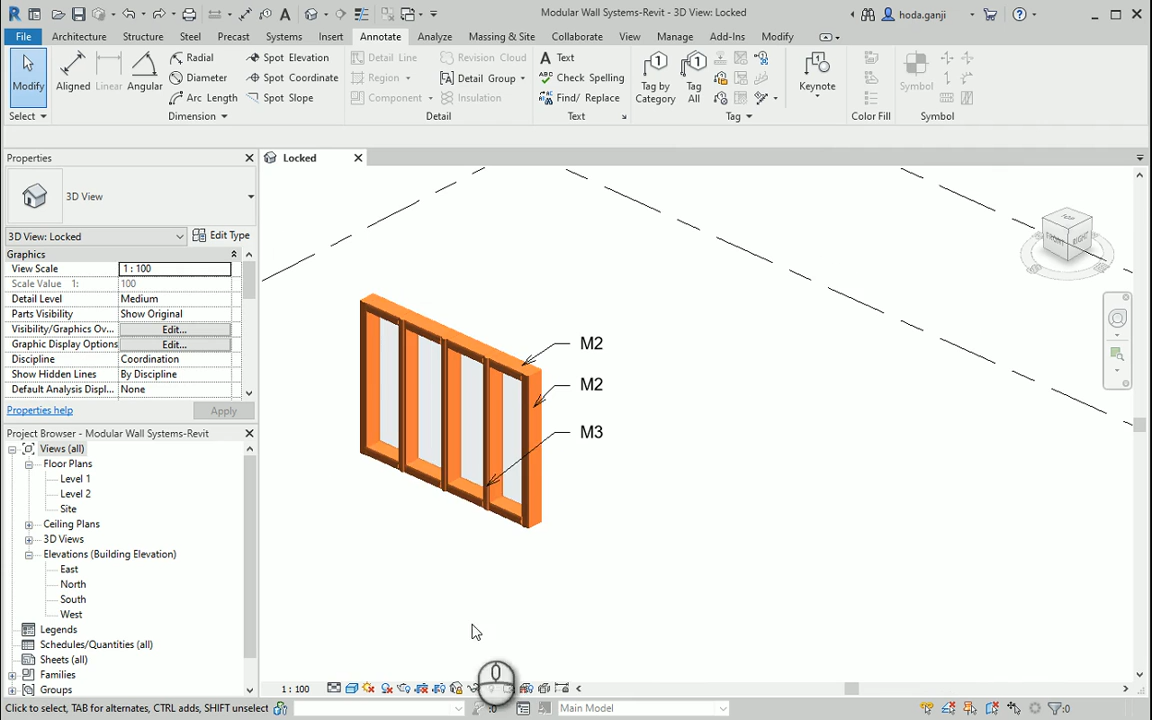 Modular Wall Systems-Revit - 3D View: Locked
hoda.ganji
File Architecture Structure Steel Precast Systems Insert Annotate Analyze Massing & Site Collaborate View Manage Add-Ins Modify
Modify
Aligned
Linear
Angular
Radial
Diameter
Arc Length
Spot Elevation
Spot Coordinate
Spot Slope
Detail Line
Region
Component
Revision Cloud
Detail Group
Insulation
Text
Check Spelling
Find/ Replace
Tag by
Category
Tag
All
Keynote
Symbol
Select Dimension Detail Text Tag Color Fill Symbol
Properties
Locked
3D View
3D View: Locked Edit Type
Graphics
View Scale 1 : 100
Scale Value 1: 100
Detail Level Medium
Parts Visibility Show Original
Visibility/Graphics Ov... Edit...
Graphic Display Options Edit...
Discipline Coordination
Show Hidden Lines By Discipline
Default Analysis Displ... None
Properties help Apply
Project Browser - Modular Wall Systems-Revit
Views (all)
Floor Plans
Level 1
Level 2
Site
Ceiling Plans
3D Views
Elevations (Building Elevation)
East
North
South
West
Legends
Schedules/Quantities (all)
Sheets (all)
Families
Groups
TOP
FRONT
RIGHT
M2
M2
M3
1 : 100
Click to select, TAB for alternates, CTRL adds, SHIFT unselect
:0
Main Model
:0